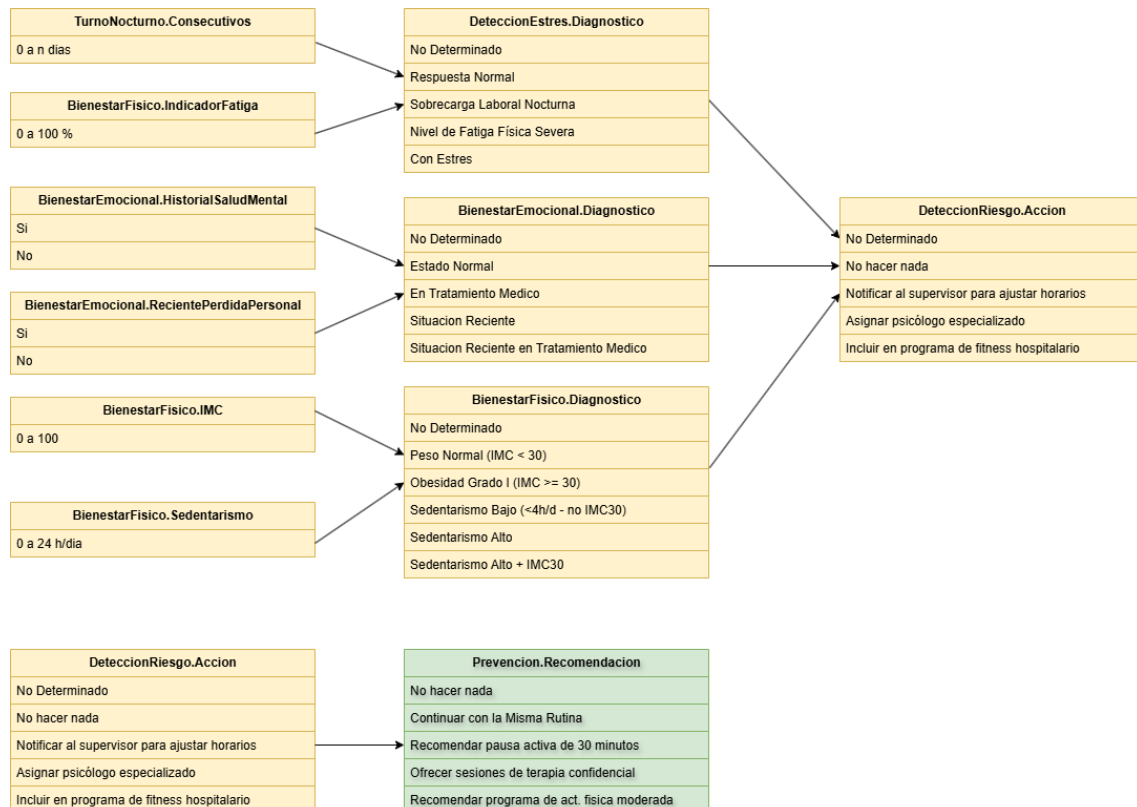 TurnoNocturno.Consecutivos
0 a n dias
BienestarFisico.IndicadorFatiga
0 a 100 %
BienestarEmocional.HistorialSaludMental
Si
No
BienestarEmocional.RecientePerdidaPersonal
Si
No
BienestarFisico.IMC
0 a 100
BienestarFisico.Sedentarismo
0 a 24 h/dia
DeteccionEstres.Diagnostico
No Determinado
Respuesta Normal
Sobrecarga Laboral Nocturna
Nivel de Fatiga Física Severa
Con Estres
BienestarEmocional.Diagnostico
No Determinado
Estado Normal
En Tratamiento Medico
Situacion Reciente
Situacion Reciente en Tratamiento Medico
BienestarFisico.Diagnostico
No Determinado
Peso Normal (IMC < 30)
Obesidad Grado I (IMC >= 30)
Sedentarismo Bajo (<4h/d - no IMC30)
Sedentarismo Alto
Sedentarismo Alto + IMC30
DeteccionRiesgo.Accion
No Determinado
No hacer nada
Notificar al supervisor para ajustar horarios
Asignar psicólogo especializado
Incluir en programa de fitness hospitalario
DeteccionRiesgo.Accion
No Determinado
No hacer nada
Notificar al supervisor para ajustar horarios
Asignar psicólogo especializado
Incluir en programa de fitness hospitalario
Prevencion.Recomendacion
No hacer nada
Continuar con la Misma Rutina
Recomendar pausa activa de 30 minutos
Ofrecer sesiones de terapia confidencial
Recomendar programa de act. fisica moderada